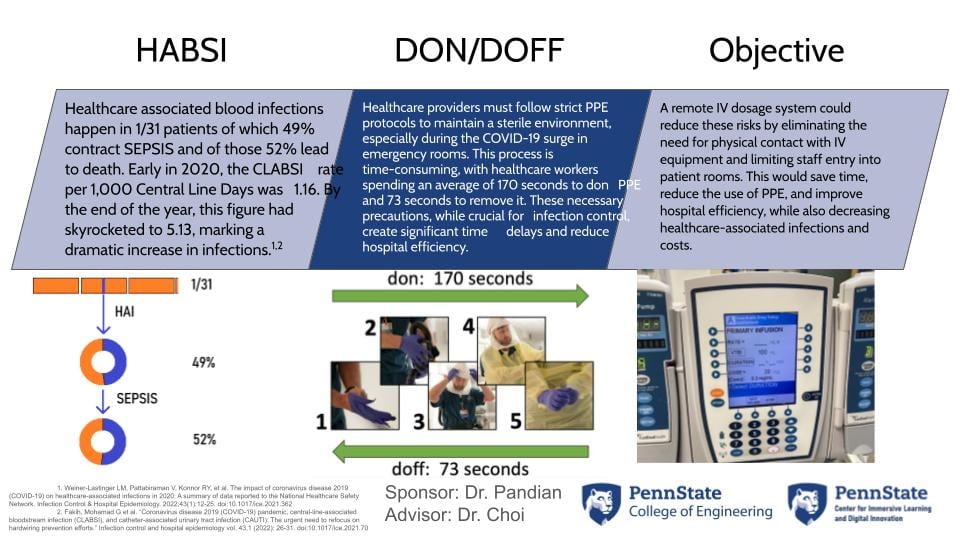 HABSI
DON/DOFF
Objective
Healthcare associated blood infections
happen in 1/31 patients of which 49%
contract SEPSIS and of those 52% lead
to death. Early in 2020, the CLABSI rate
per 1,000 Central Line Days was 1.16. By
the end of the year, this figure had
skyrocketed to 5.13, marking a
dramatic increase in infections.1,2
Healthcare providers must follow strict PPE
protocols to maintain a sterile environment,
especially during the COVID-19 surge in
emergency rooms. This process is
time-consuming, with healthcare workers
spending an average of 170 seconds to don PPE
and 73 seconds to remove it. These necessary
precautions, while crucial for infection control,
create significant time delays and reduce
hospital efficiency.
A remote IV dosage system could
reduce these risks by eliminating the
need for physical contact with IV
equipment and limiting staff entry into
patient rooms. This would save time,
reduce the use of PPE, and improve
hospital efficiency, while also decreasing
healthcare-associated infections and
costs.
1/31
HAI
49%
SEPSIS
52%
don: 170 seconds
2
4
1
3
5
doff: 73 seconds
PRIMARY INFUSION
RATE
VTBI
100
DURATION
1. Weiner-Lastinger LM, Pattabiraman V, Konnor RY, et al. The impact of coronavirus disease 2019
(COVID-19) on healthcare-associated infections in 2020: A summary of data reported to the National Healthcare Safety
Network. Infection Control & Hospital Epidemiology. 2022;43(1):12-25. doi:10.1017/ice.2021.362
2. Fakih, Mohamad G et al. "Coronavirus disease 2019 (COVID-19) pandemic, central-line-associated
bloodstream infection (CLABSI), and catheter-associated urinary tract infection (CAUTI): The urgent need to refocus on
hardwiring prevention efforts." Infection control and hospital epidemiology vol. 43,1 (2022): 26-31. doi:10.1017/ice.2021.70
Sponsor: Dr. Pandian
Advisor: Dr. Choi
PennState
College of Engineering
PennState
Center for Immersive Learning
and Digital Innovation